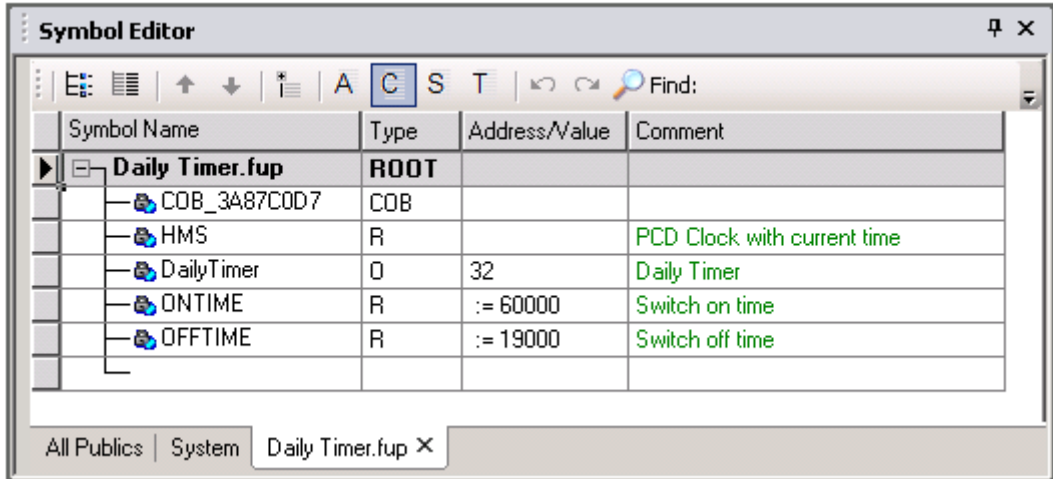 Symbol Editor
A C S T Find:
Symbol Name Type Address/Value Comment
Daily Timer.fup ROOT
COB_3A87C0D7 COB
HMS R PCD Clock with current time
DailyTimer O 32 Daily Timer
ONTIME R := 60000 Switch on time
OFFTIME R := 19000 Switch off time
All Publics System Daily Timer.fup